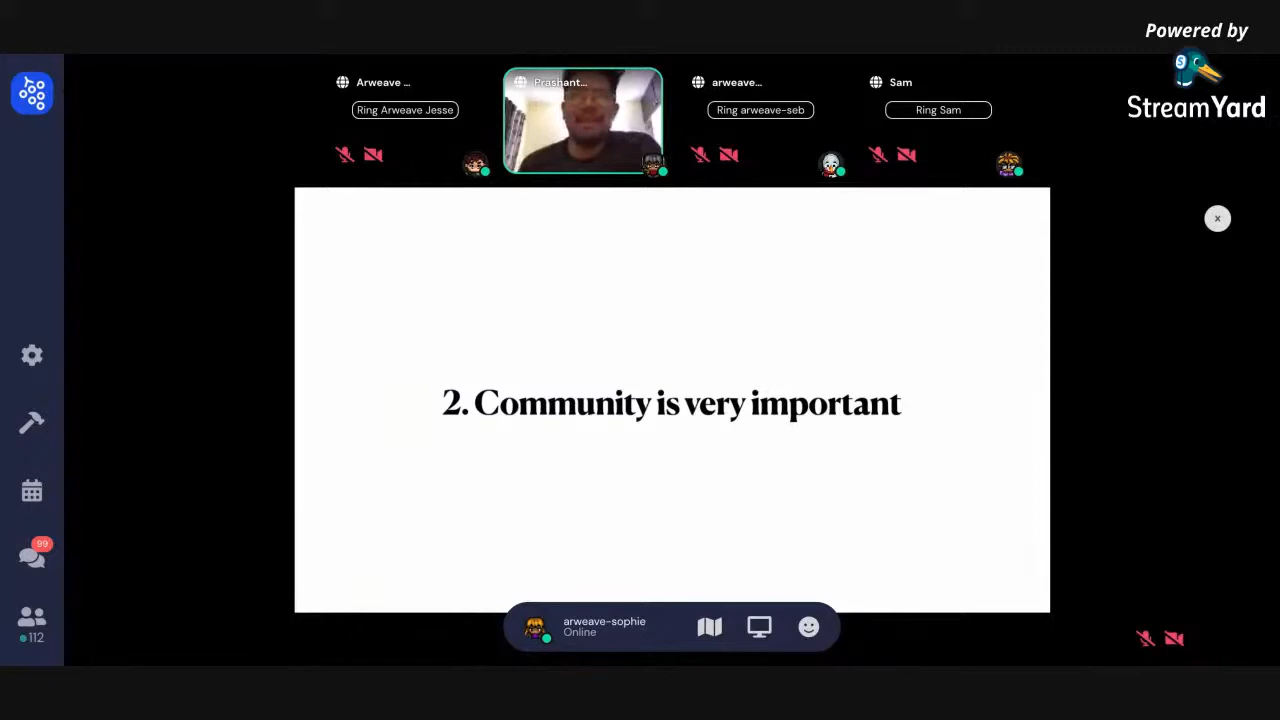 Powered by
StreamYard
Arweave ...
Prashant...
arweave...
Sam
Ring Arweave Jesse
Ring arweave-seb
Ring Sam
2. Community is very important
99
112
arweave-sophie
Online